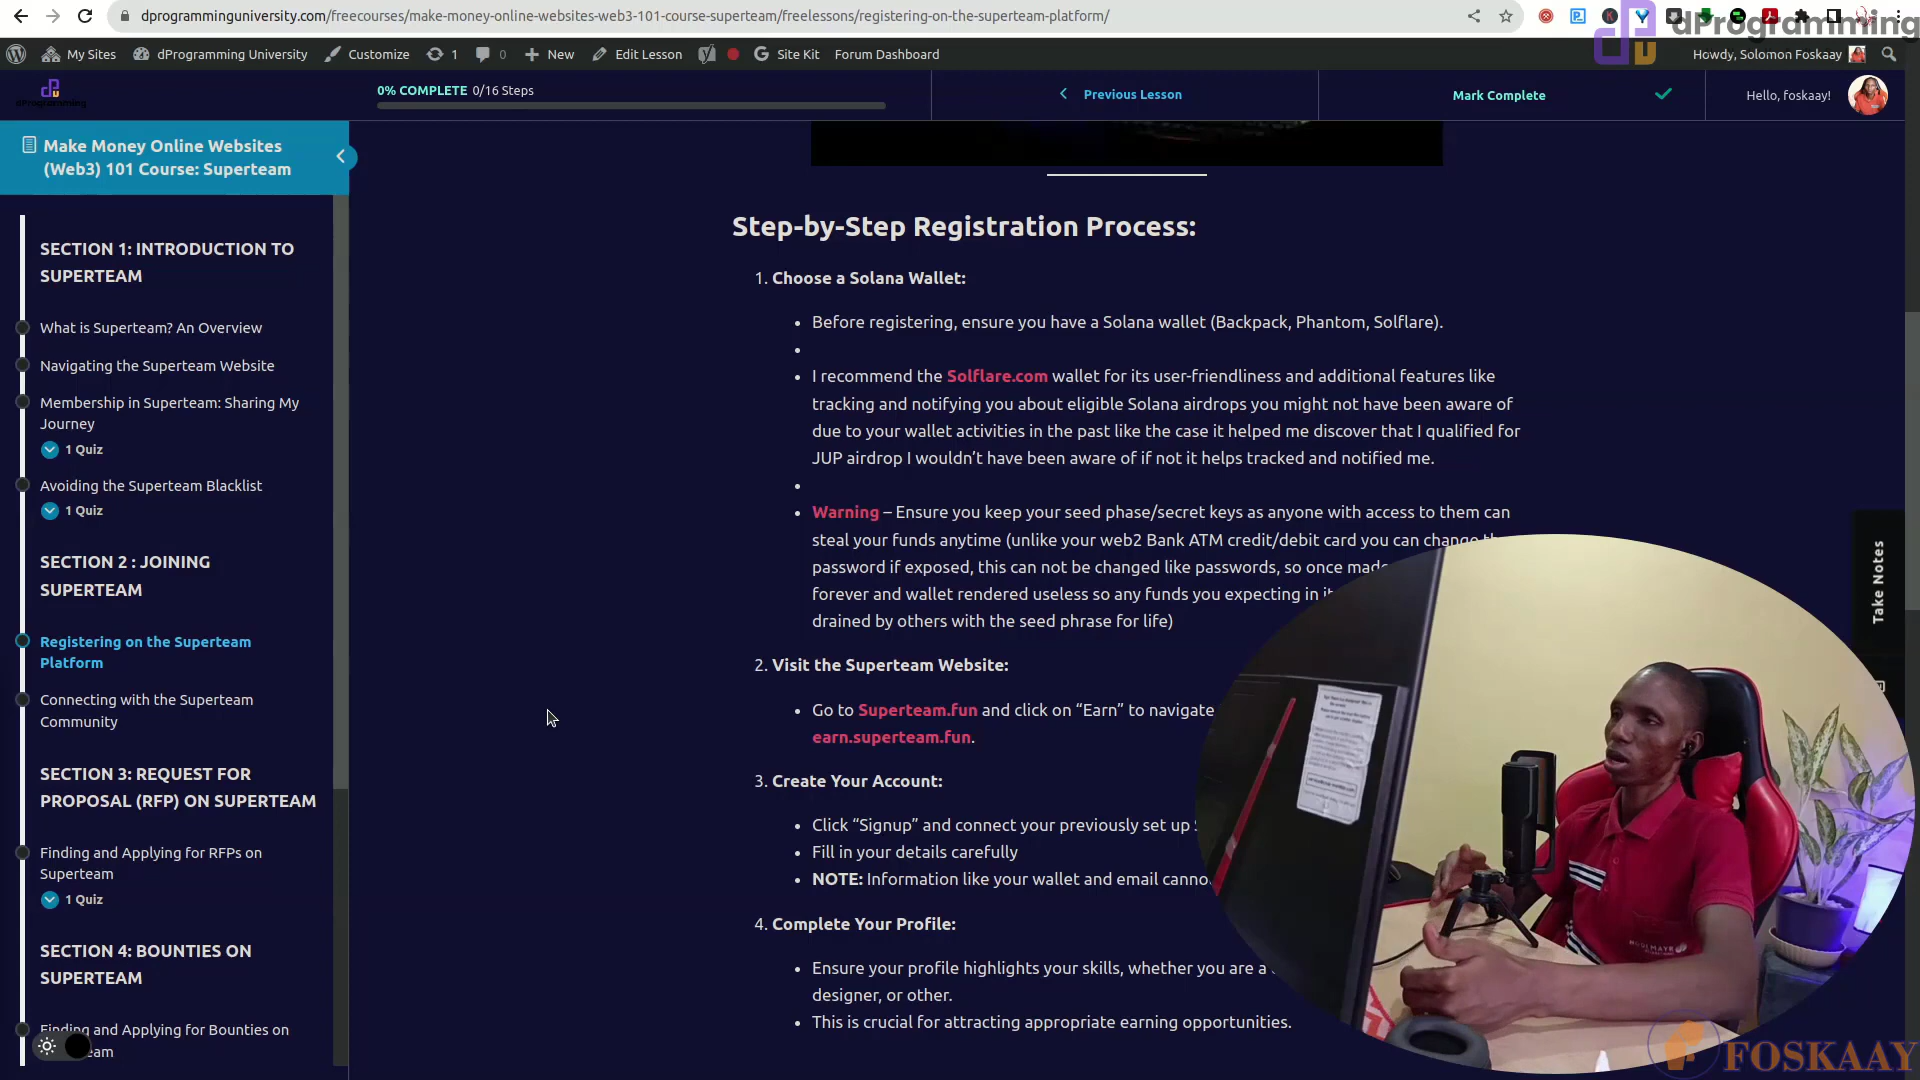 dprogramminguniversity.com/freecourses/make-money-online-websites-web3-101-course-superteam/freelessons/registering-on-the-superteam-platform/
dProgramming
My Sites
dProgramming University
Customize
1
0
New
Edit Lesson
Site Kit
Forum Dashboard
Howdy, Solomon Foskaay
dProgramming
0% COMPLETE 0/16 Steps
Previous Lesson
Mark Complete
Hello, foskaay!
Make Money Online Websites
(Web3) 101 Course: Superteam
SECTION 1: INTRODUCTION TO
SUPERTEAM
What is Superteam? An Overview
Navigating the Superteam Website
Membership in Superteam: Sharing My
Journey
1 Quiz
Avoiding the Superteam Blacklist
1 Quiz
SECTION 2 : JOINING
SUPERTEAM
Registering on the Superteam
Platform
Connecting with the Superteam
Community
SECTION 3: REQUEST FOR
PROPOSAL (RFP) ON SUPERTEAM
Finding and Applying for RFPs on
Superteam
1 Quiz
SECTION 4: BOUNTIES ON
SUPERTEAM
Finding and Applying for Bounties on
eam
Step-by-Step Registration Process:
1. Choose a Solana Wallet:
• Before registering, ensure you have a Solana wallet (Backpack, Phantom, Solflare).
•
• I recommend the Solflare.com wallet for its user-friendliness and additional features like
tracking and notifying you about eligible Solana airdrops you might not have been aware of
due to your wallet activities in the past like the case it helped me discover that I qualified for
JUP airdrop I wouldn’t have been aware of if not it helps tracked and notified me.
•
• Warning – Ensure you keep your seed phase/secret keys as anyone with access to them can
steal your funds anytime (unlike your web2 Bank ATM credit/debit card you can change
password if exposed, this can not be changed like passwords, so once made
forever and wallet rendered useless so any funds you expecting in
drained by others with the seed phrase for life)
2. Visit the Superteam Website:
• Go to Superteam.fun and click on “Earn” to navigate
earn.superteam.fun.
3. Create Your Account:
• Click “Signup” and connect your previously set up
• Fill in your details carefully
• NOTE: Information like your wallet and email
4. Complete Your Profile:
• Ensure your profile highlights your skills, whether you are a
designer, or other.
• This is crucial for attracting appropriate earning opportunities.
Take Notes
FOSKAAY